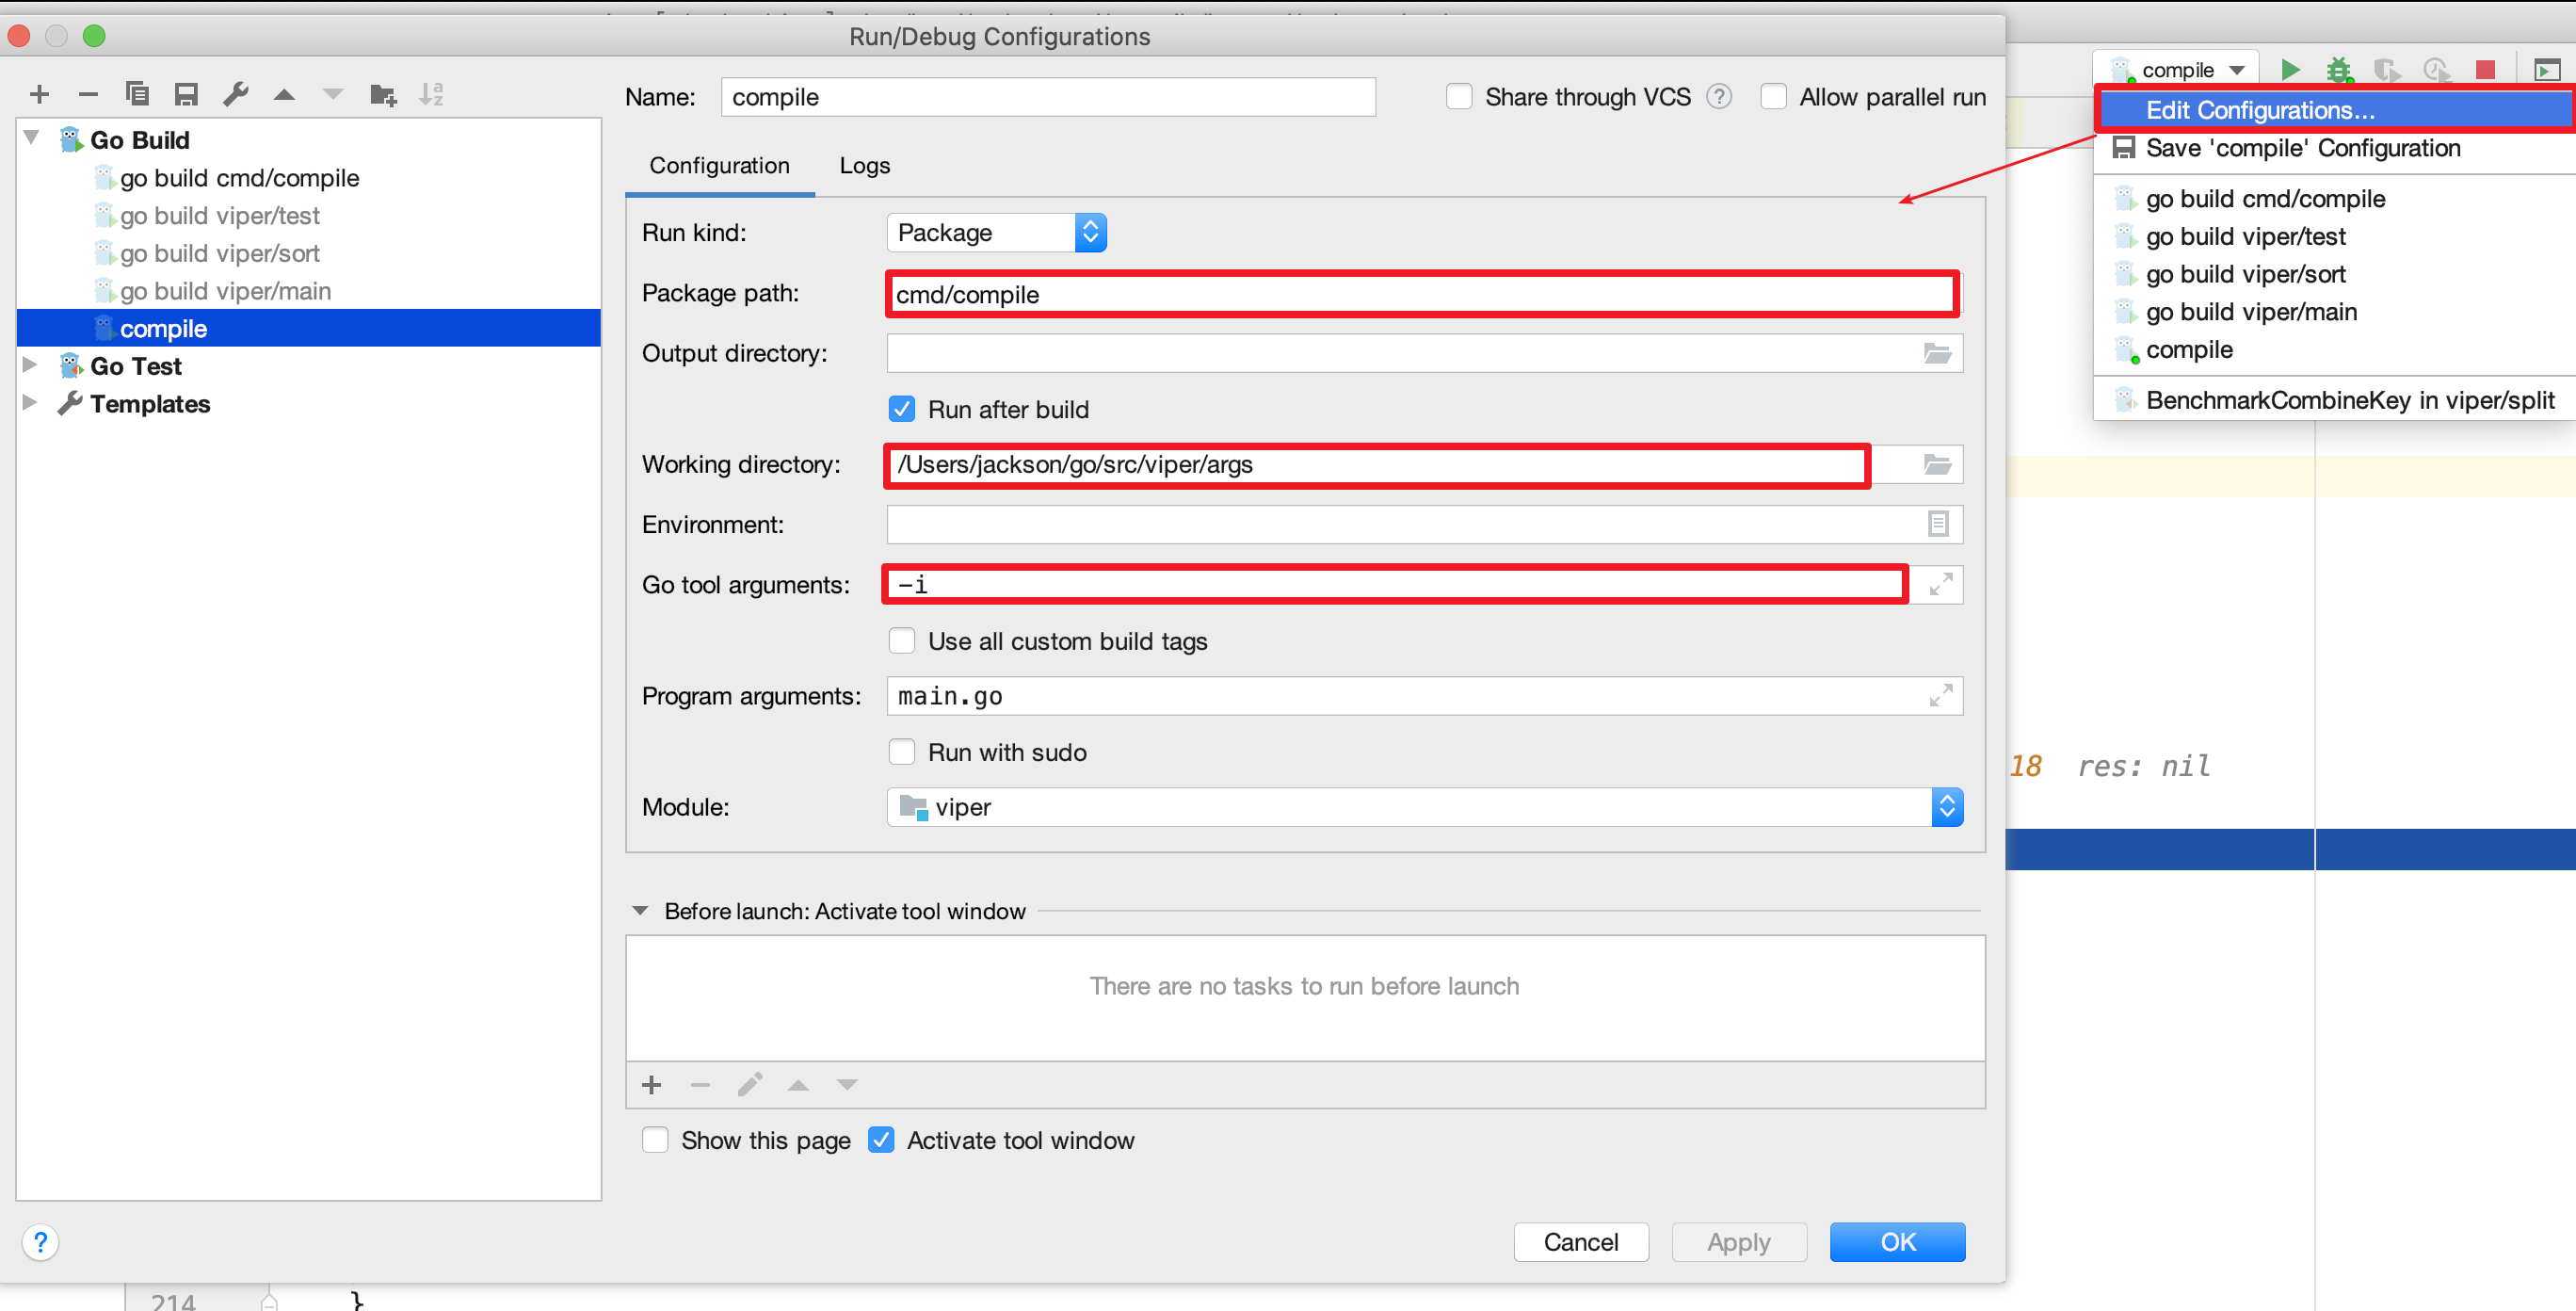 Run/Debug Configurations
Name:
compile
Share through VCS
?
Allow parallel run
Go Build
go build cmd/compile
go build viper/test
go build viper/sort
go build viper/main
compile
Go Test
Templates
Configuration
Logs
Run kind:
Package
Package path:
cmd/compile
Output directory:
Run after build
Working directory:
/Users/jackson/go/src/viper/args
Environment:
Go tool arguments:
-i
Use all custom build tags
Program arguments:
main.go
Run with sudo
Module:
viper
Before launch: Activate tool window
There are no tasks to run before launch
Show this page
Activate tool window
?
Cancel
Apply
OK
compile
Edit Configurations...
Save 'compile' Configuration
go build cmd/compile
go build viper/test
go build viper/sort
go build viper/main
compile
BenchmarkCombineKey in viper/split
18 res: nil
214 }